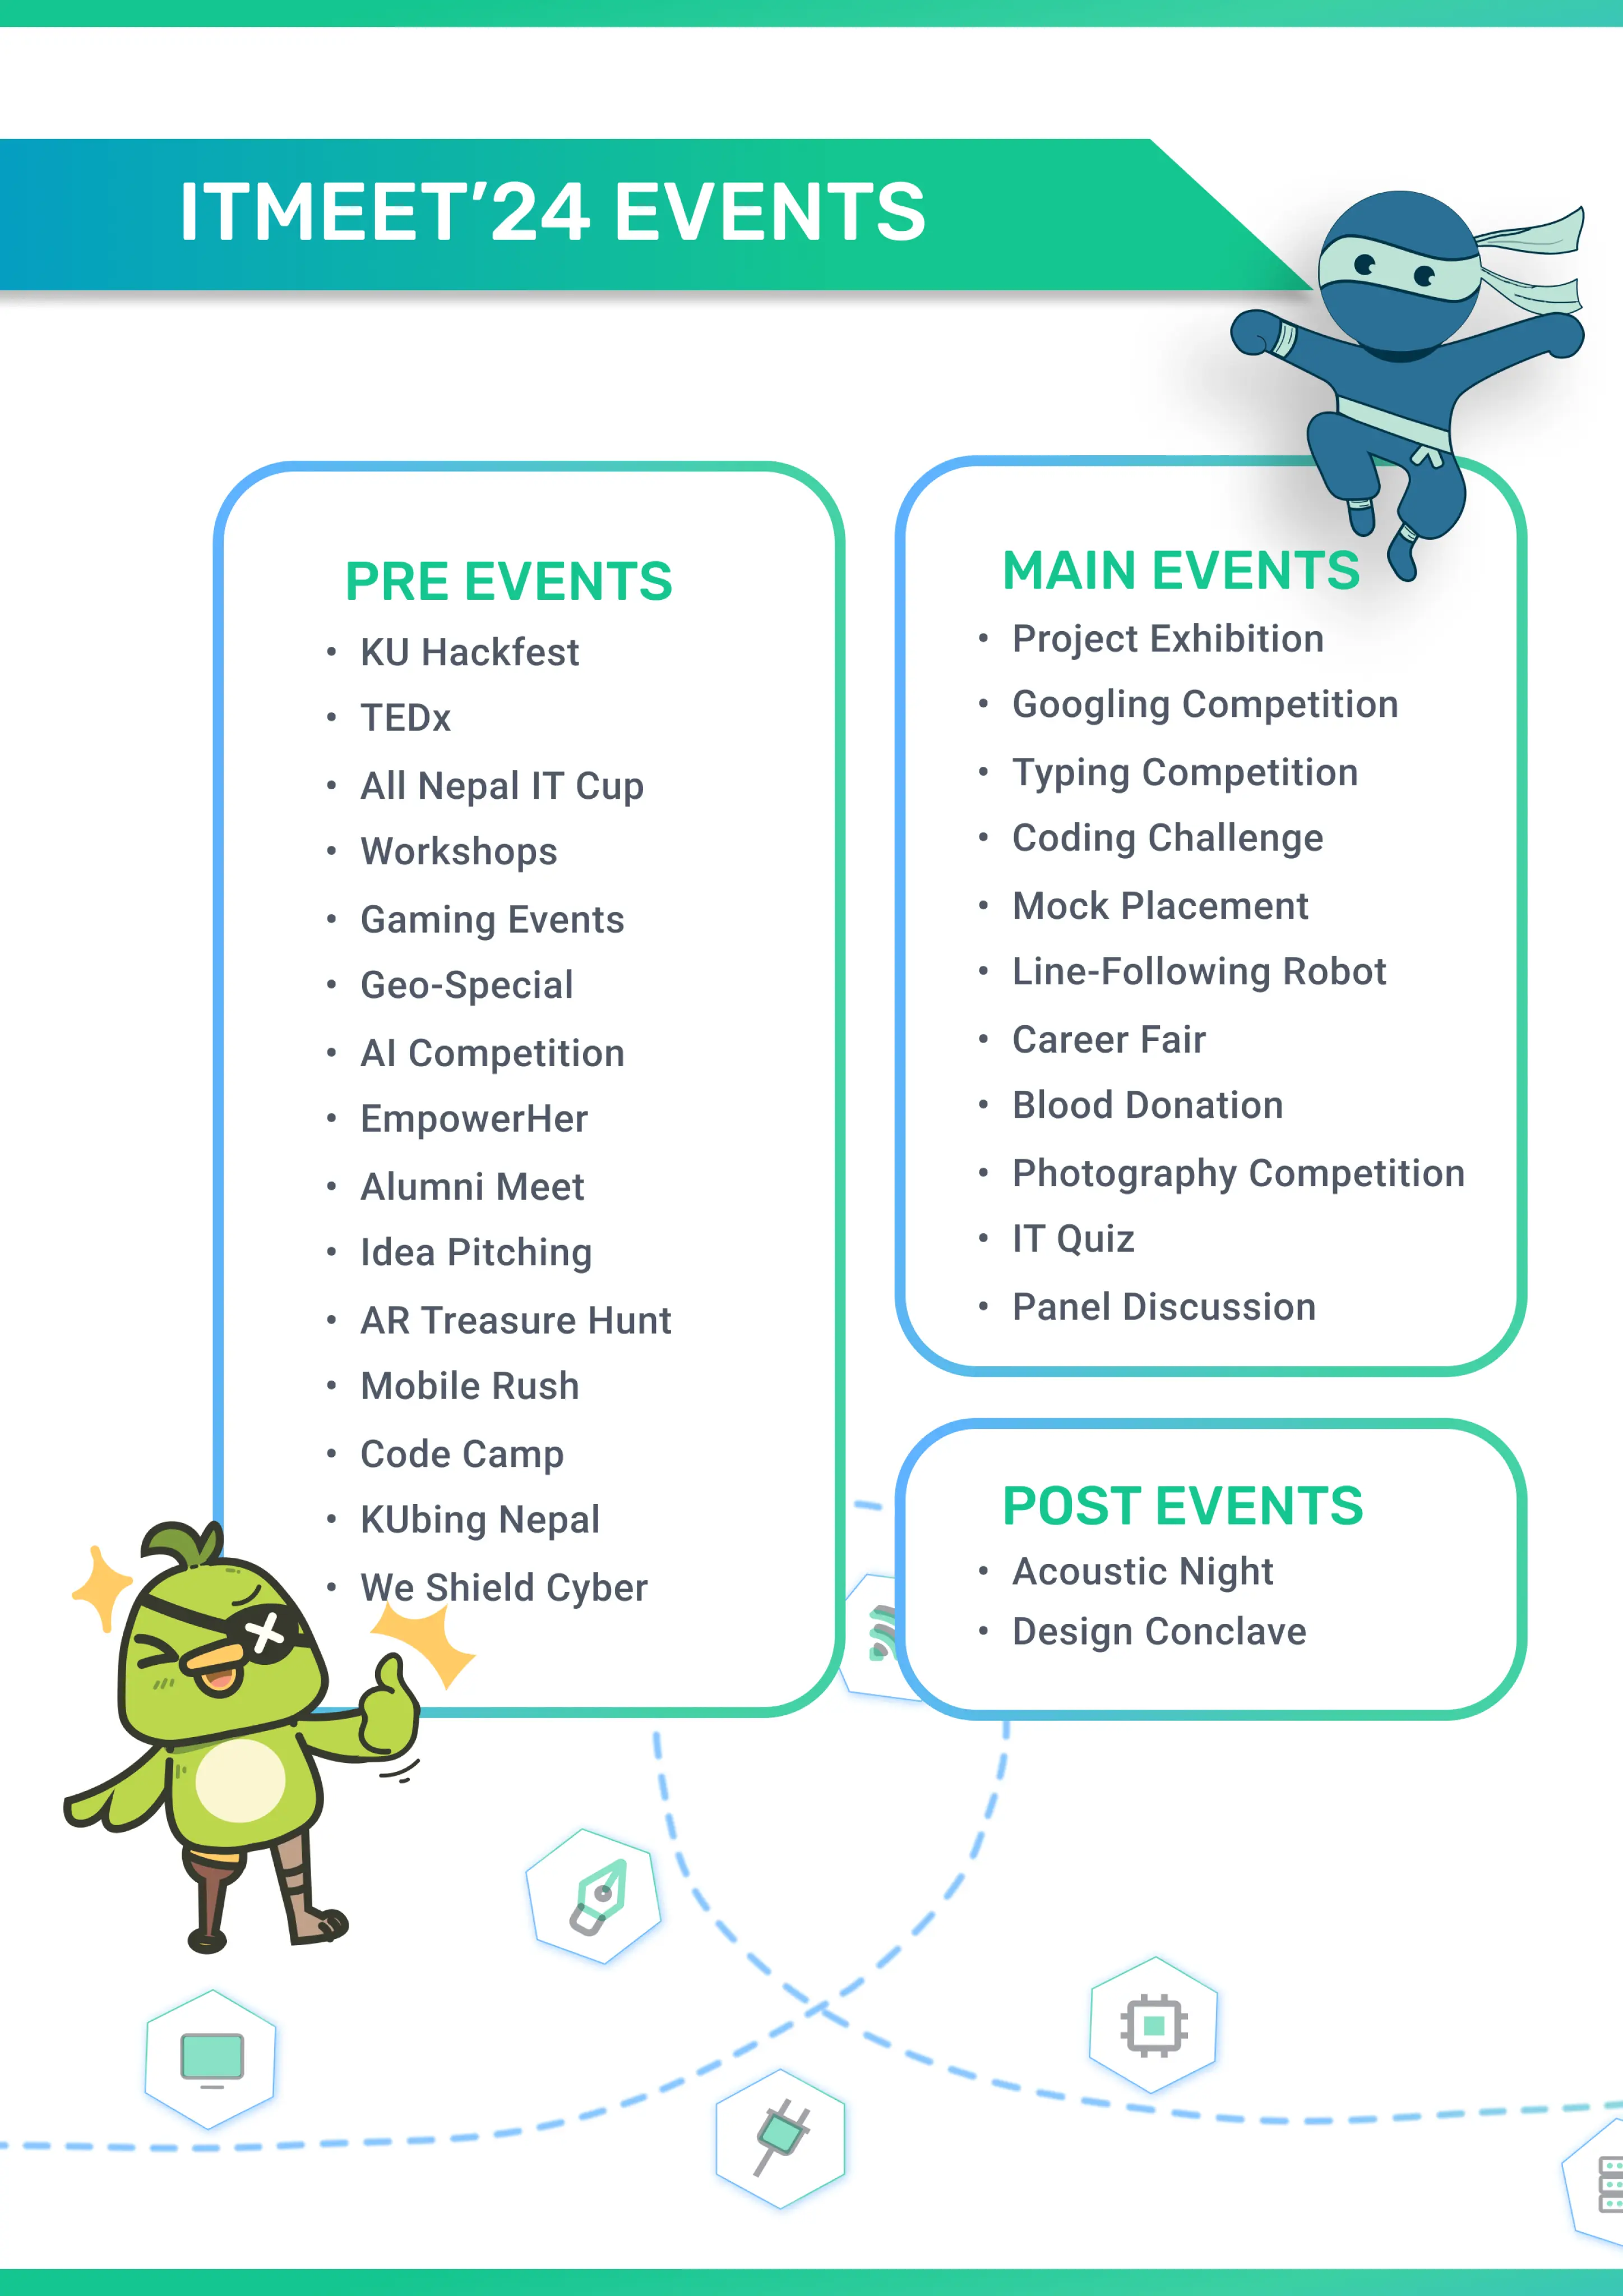 ITMEET’24 EVENTS
PRE EVENTS
• KU Hackfest
• TEDx
• All Nepal IT Cup
• Workshops
• Gaming Events
• Geo-Special
• AI Competition
• EmpowerHer
• Alumni Meet
• Idea Pitching
• AR Treasure Hunt
• Mobile Rush
• Code Camp
• KUbing Nepal
• We Shield Cyber
MAIN EVENTS
• Project Exhibition
• Googling Competition
• Typing Competition
• Coding Challenge
• Mock Placement
• Line-Following Robot
• Career Fair
• Blood Donation
• Photography Competition
• IT Quiz
• Panel Discussion
POST EVENTS
• Acoustic Night
• Design Conclave